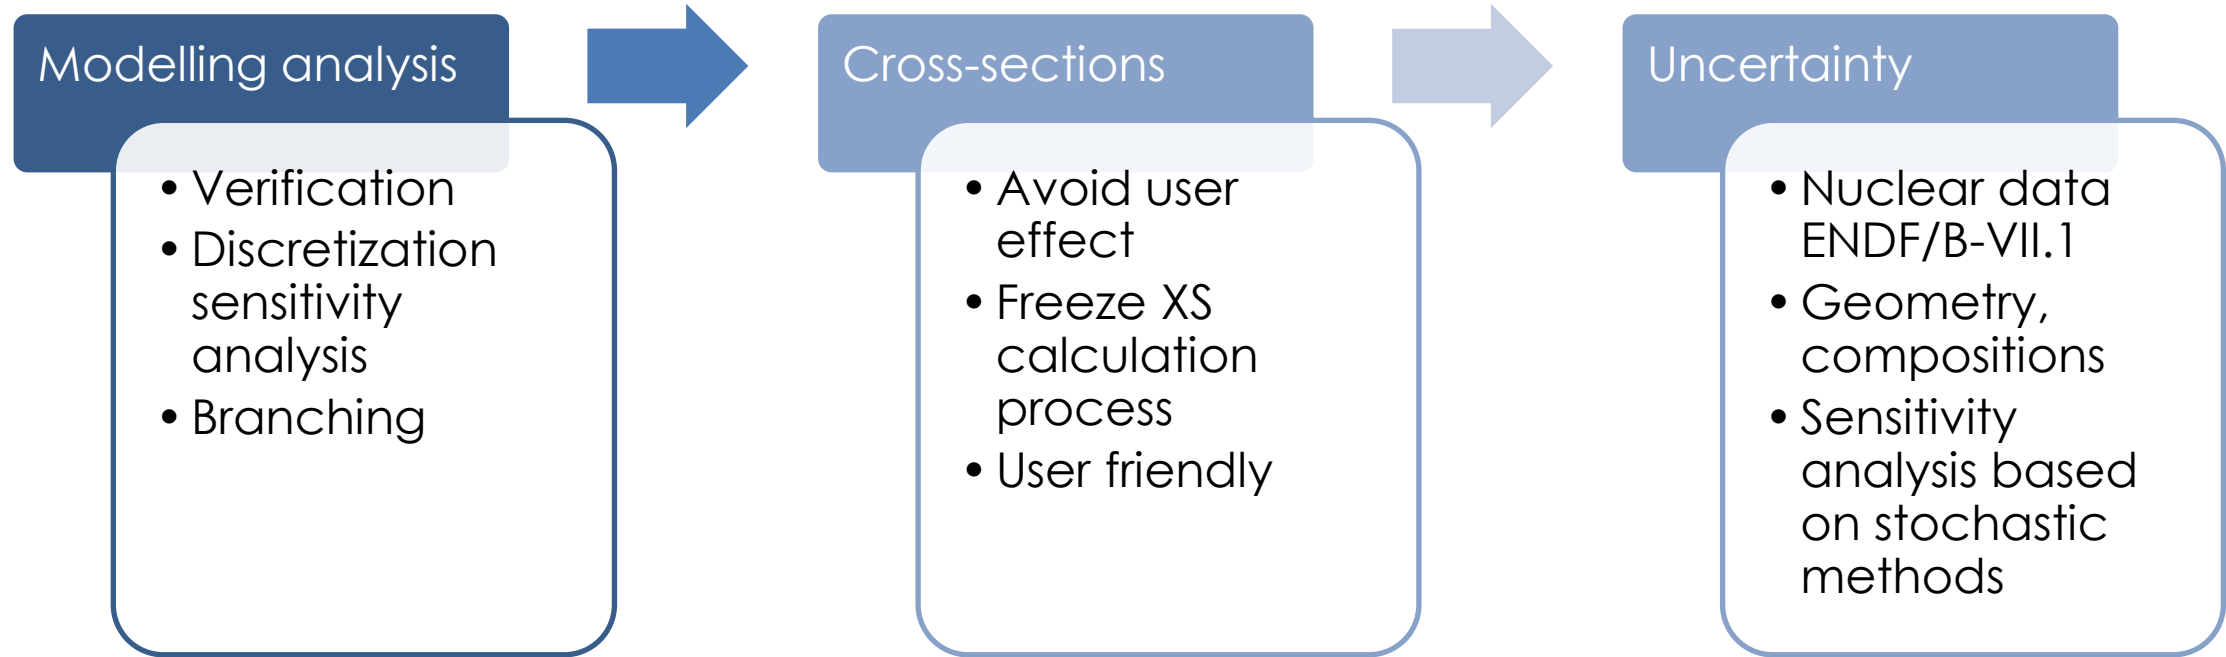 Modelling analysis
• Verification
• Discretization
sensitivity
analysis
• Branching
Cross-sections
• Avoid user
effect
• Freeze XS
calculation
process
• User friendly
Uncertainty
• Nuclear data
ENDF/B-VII.1
• Geometry,
compositions
• Sensitivity
analysis based
on stochastic
methods